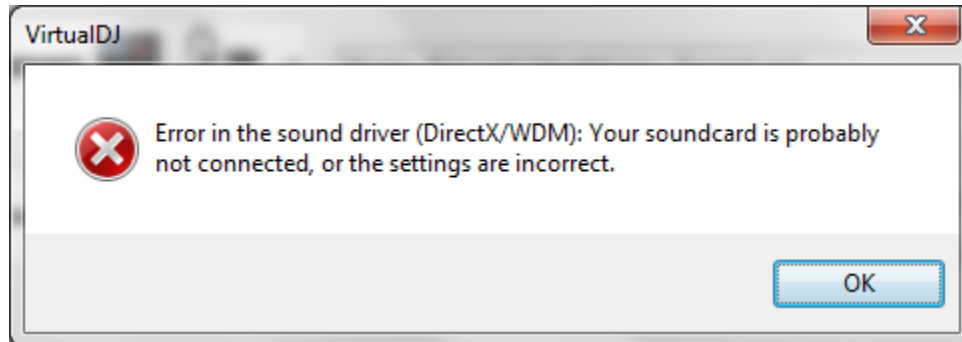 VirtualDJ
Error in the sound driver (DirectX/WDM): Your soundcard is probably
not connected, or the settings are incorrect.
OK